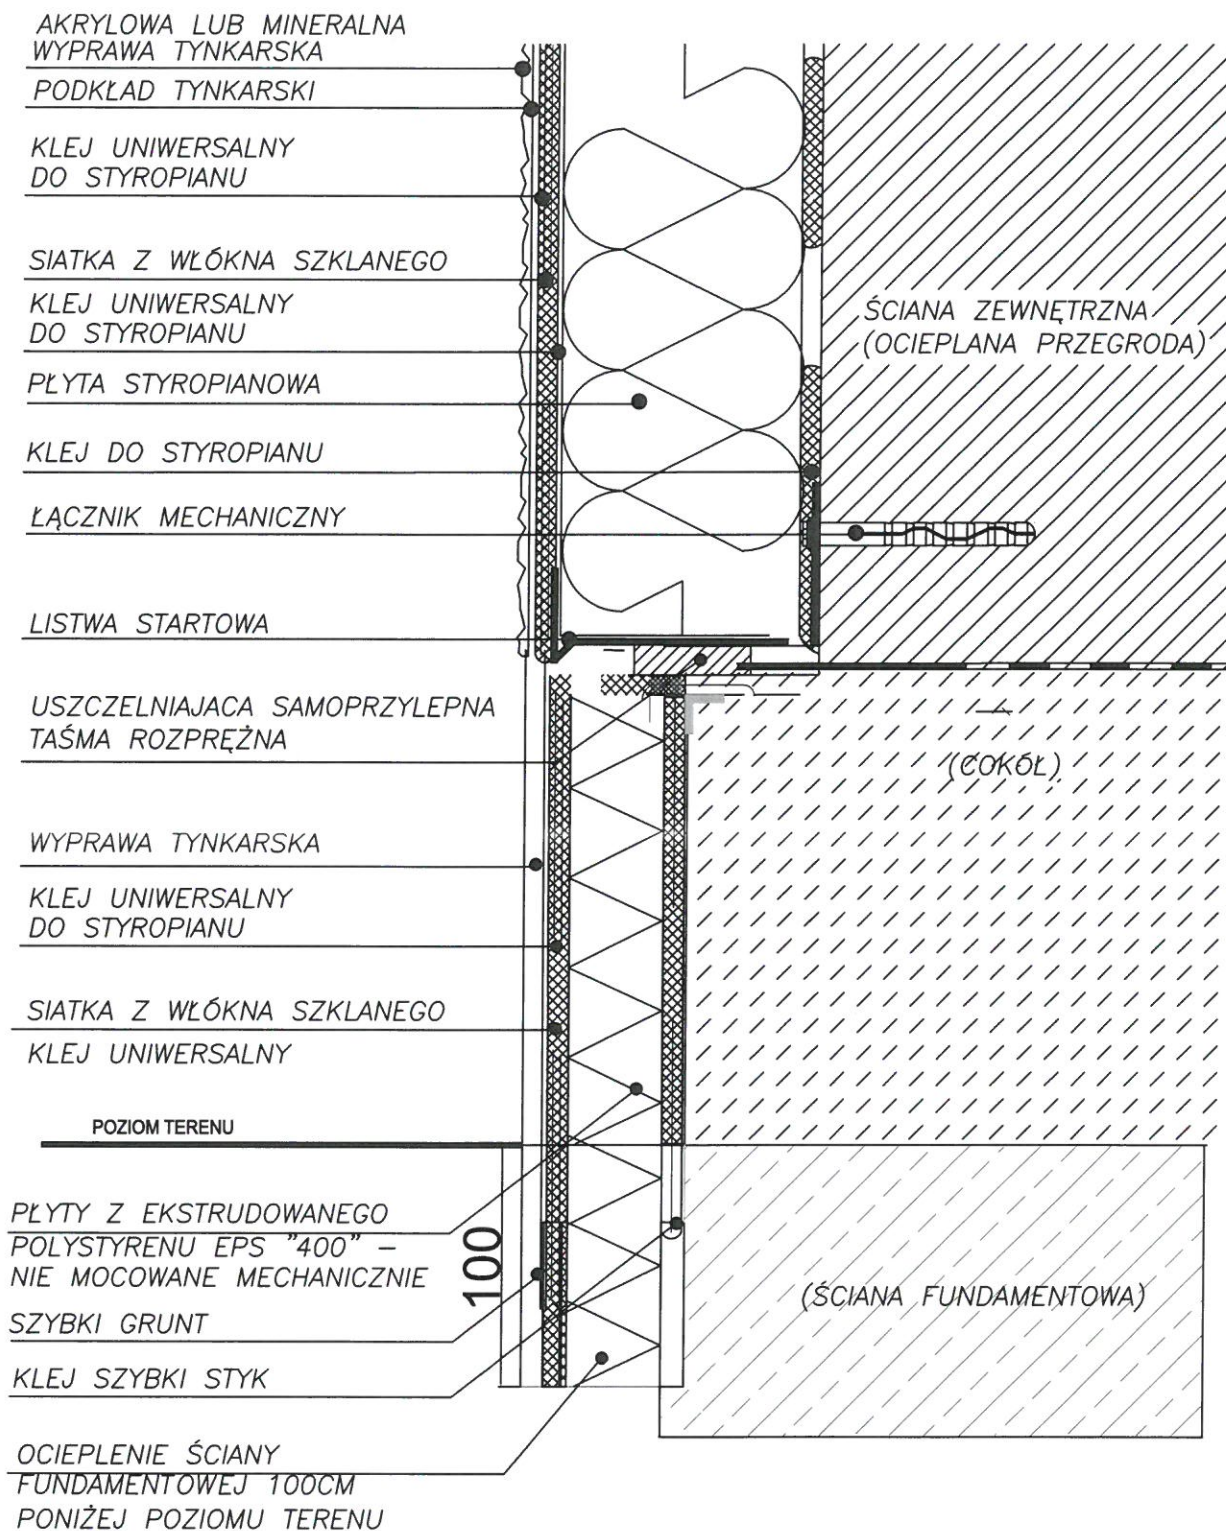 AKRYLOWA LUB MINERALNA
WYPRAWA TYNKARSKA
PODKŁAD TYNKARSKI
KLEJ UNIWERSALNY
DO STYROPIANU
SIATKA Z WŁÓKNA SZKLANEGO
KLEJ UNIWERSALNY
DO STYROPIANU
PŁYTA STYROPIANOWA
KLEJ DO STYROPIANU
ŁĄCZNIK MECHANICZNY
LISTWA STARTOWA
USZCZELNIAJACA SAMOPRZYLEPNA
TAŚMA ROZPRĘŻNA
WYPRAWA TYNKARSKA
KLEJ UNIWERSALNY
DO STYROPIANU
SIATKA Z WŁÓKNA SZKLANEGO
KLEJ UNIWERSALNY
POZIOM TERENU
PŁYTY Z EKSTRUDOWANEGO
POLYSTYRENU EPS "400" –
NIE MOCOWANE MECHANICZNIE
SZYBKI GRUNT
KLEJ SZYBKI STYK
OCIEPLENIE ŚCIANY
FUNDAMENTOWEJ 100CM
PONIŻEJ POZIOMU TERENU
100
ŚCIANA ZEWNĘTRZNA
(OCIEPLANA PRZEGRODA)
(COKÓŁ)
(ŚCIANA FUNDAMENTOWA)